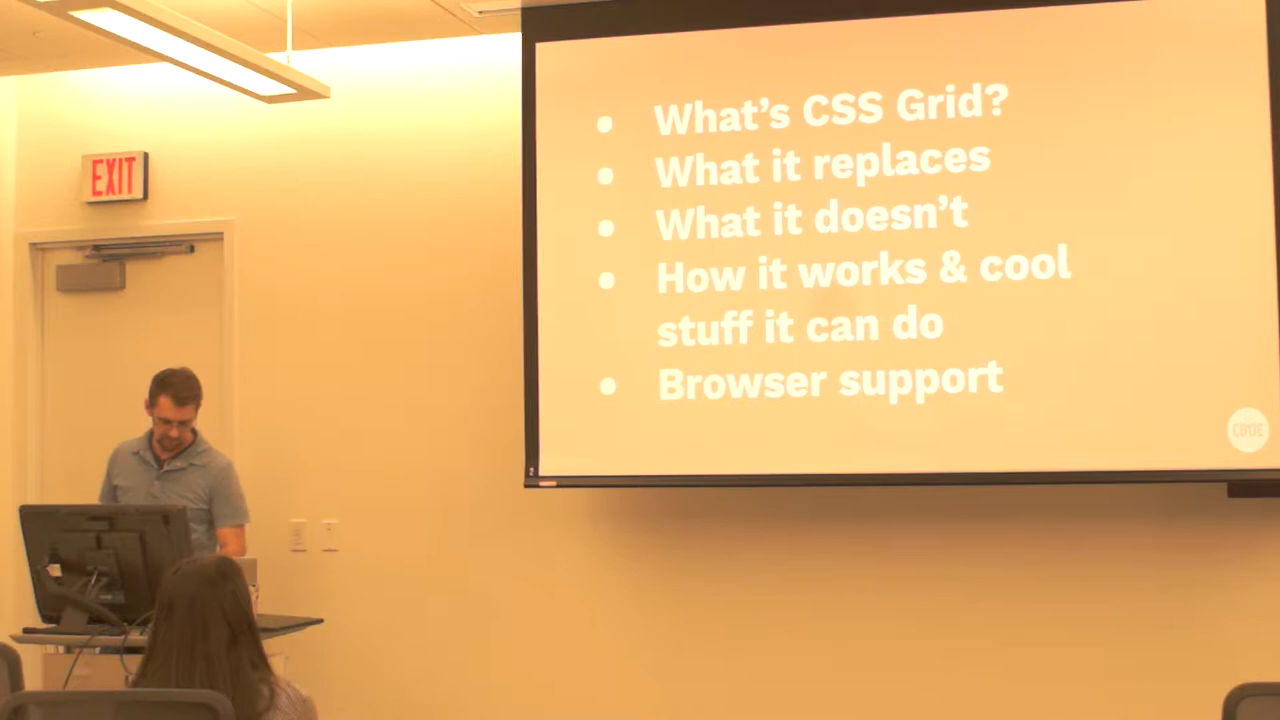 EXIT
• What's CSS Grid?
• What it replaces
• What it doesn't
• How it works & cool
stuff it can do
• Browser support
CODE